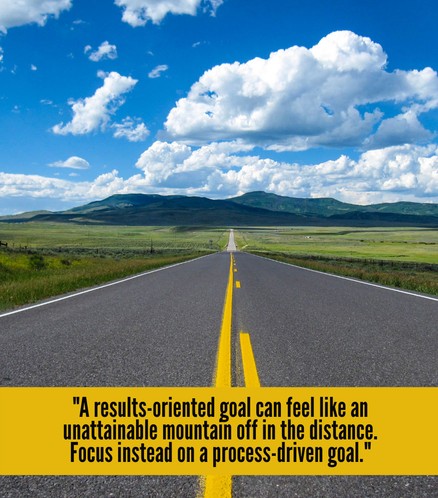 "A results-oriented goal can feel like an
unattainable mountain off in the distance.
Focus instead on a process-driven goal."